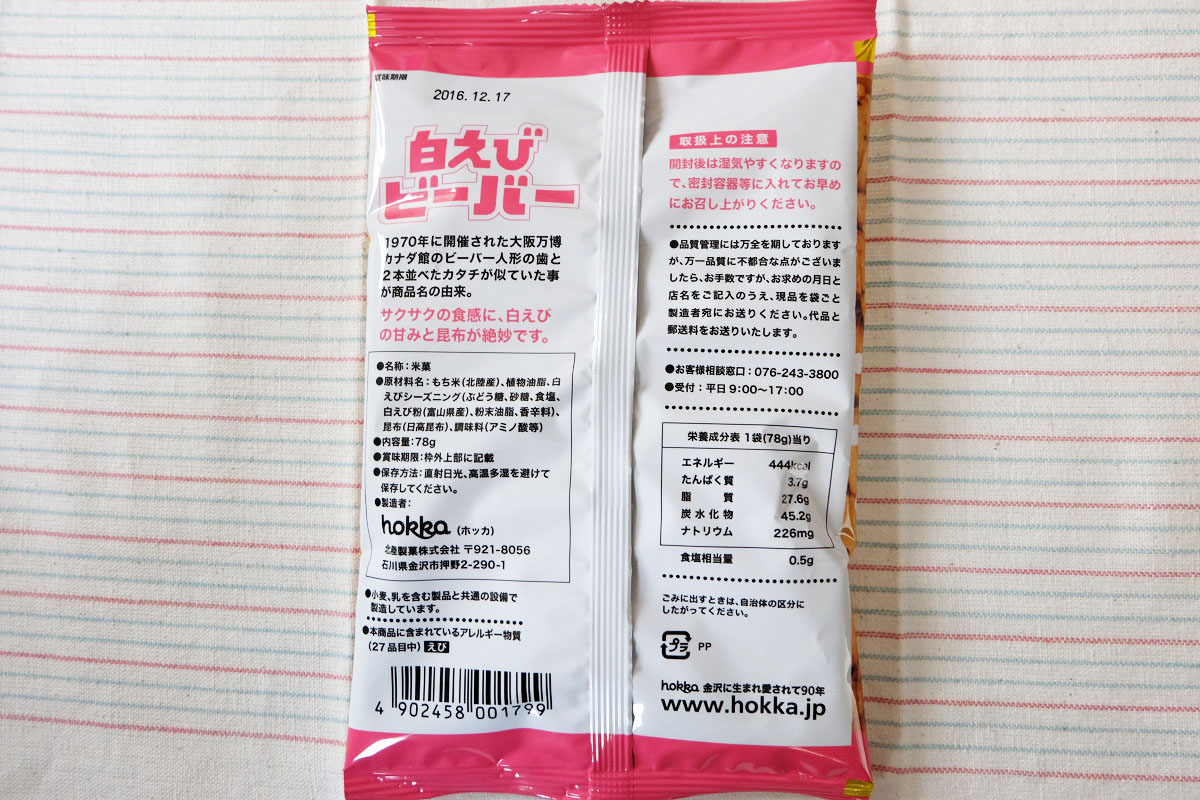 賞味期限
2016.12.17
白えび
ビーバー
1970年に開催された大阪万博
カナダ館のビーバー人形の歯と
2本並べたカタチが似ていた事
が商品名の由来。
サクサクの食感に、白えび
の甘みと昆布が絶妙です。
●名称：米菓
●原材料名：もち米（北陸産）、植物油脂、白
えびシーズニング（ぶどう糖、砂糖、食塩、
白えび粉（富山県産）、粉末油脂、香辛料）、
昆布（日高昆布）、調味料（アミノ酸等）
●内容量：78g
●賞味期限：枠外上部に記載
●保存方法：直射日光、高温多湿を避けて
保存してください。
●製造者：
hokka（ホッカ）
北陸製菓株式会社 〒921-8056
石川県金沢市押野2-290-1
●小麦、乳を含む製品と共通の設備で
製造しています。
●本商品に含まれているアレルギー物質
（27品目中）えび
4 902458 001799
取扱上の注意
開封後は湿気やすくなりますの
で、密封容器等に入れてお早め
にお召し上がりください。
●品質管理には万全を期しております
が、万一品質に不都合な点がございま
したら、お手数ですが、お求めの月日と
店名をご記入のうえ、現品を袋ごと
製造者宛にお送りください。代品と
郵送料をお送りいたします。
●お客様相談窓口：076-243-3800
●受付：平日9:00〜17:00
栄養成分表 1袋(78g)当り
エネルギー 444kcal
たんぱく質 3.7g
脂質 27.6g
炭水化物 45.2g
ナトリウム 226mg
食塩相当量 0.5g
ごみに出すときは、自治体の区分に
したがってください。
プラ PP
hokka 金沢に生まれ愛されて90年
www.hokka.jp